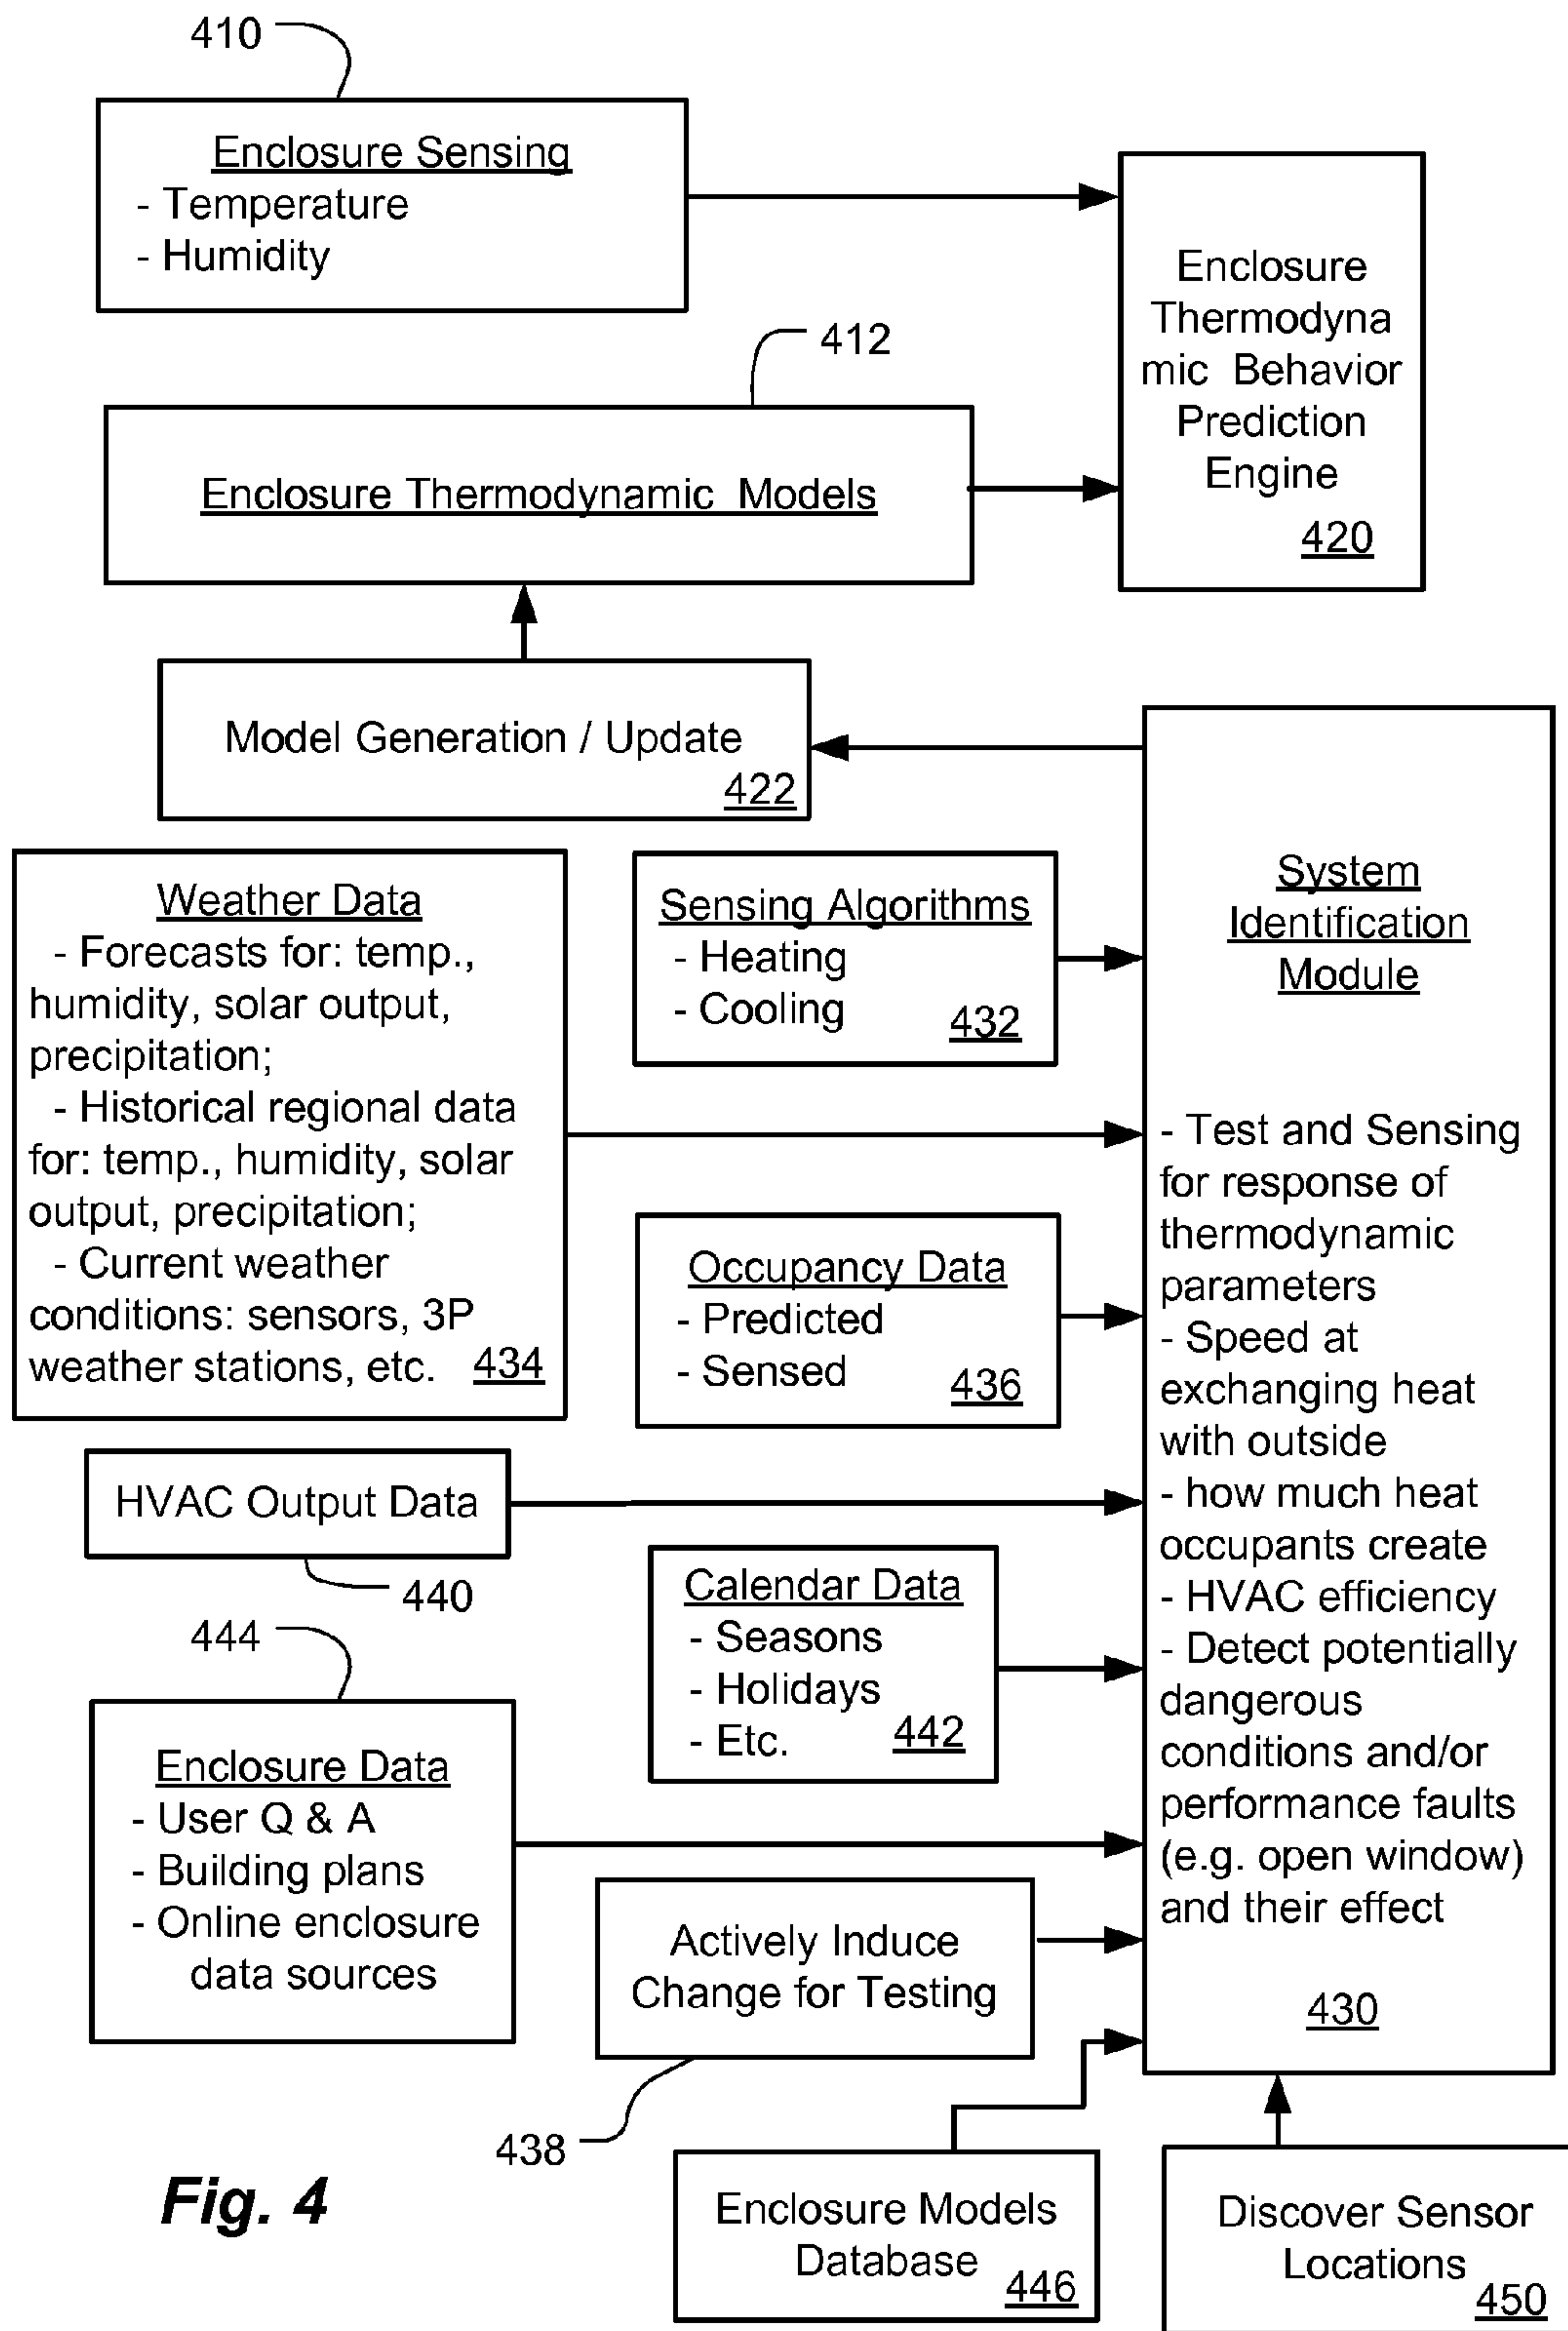 410
Enclosure Sensing
- Temperature
- Humidity
Enclosure
Thermodyna
mic Behavior
Prediction
Engine
420
412
Enclosure Thermodynamic Models
Model Generation / Update
422
Weather Data
- Forecasts for: temp.,
humidity, solar output,
precipitation;
- Historical regional data
for: temp., humidity, solar
output, precipitation;
- Current weather
conditions: sensors, 3P
weather stations, etc. 434
Sensing Algorithms
- Heating
- Cooling
432
System
Identification
Module
- Test and Sensing
for response of
thermodynamic
parameters
- Speed at
exchanging heat
with outside
- how much heat
occupants create
- HVAC efficiency
- Detect potentially
dangerous
conditions and/or
performance faults
(e.g. open window)
and their effect
430
Occupancy Data
- Predicted
- Sensed
436
HVAC Output Data
440
Calendar Data
- Seasons
- Holidays
- Etc.
442
444
Enclosure Data
- User Q & A
- Building plans
- Online enclosure
data sources
Actively Induce
Change for Testing
438
Enclosure Models
Database
446
Discover Sensor
Locations
450
Fig. 4